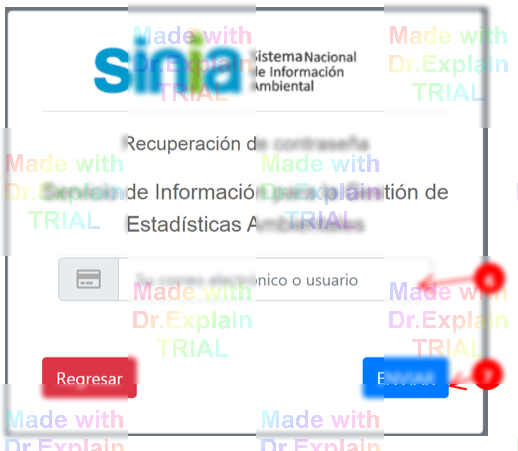 Made with
Dr.Explain
TRIAL
Made with
Dr.Explain
TRIAL
sinia
Sistema Nacional
de Información
Ambiental
Recuperación de contraseña
Made with
Dr.Explain
TRIAL
Made with
Dr.Explain
TRIAL
Servicio de Información para la Gestión de
Estadísticas Ambientales
Su correo electrónico o usuario
6
Made with
Dr.Explain
TRIAL
Made with
Dr.Explain
TRIAL
Regresar
ENVIAR
7
Made with
Dr.Explain
Made with
Dr.Explain